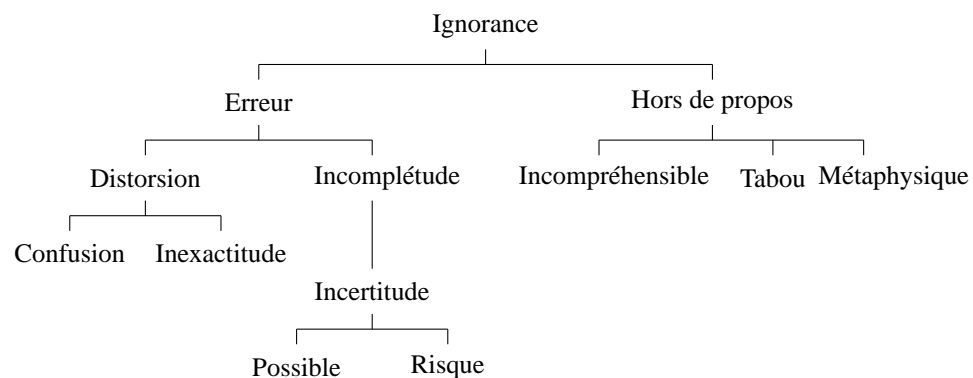 Ignorance
Erreur
Hors de propos
Distorsion
Incomplétude
Incompréhensible
Tabou
Métaphysique
Confusion
Inexactitude
Incertitude
Possible
Risque